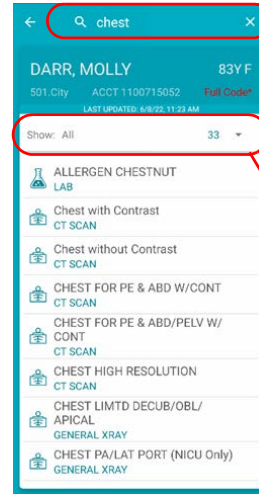 chest
DARR, MOLLY 83Y F
501.City ACCT 1100715052 Full Code*
LAST UPDATED: 6/8/22, 11:23 AM
Show: All 33
ALLERGEN CHESTNUT
LAB
Chest with Contrast
CT SCAN
Chest without Contrast
CT SCAN
CHEST FOR PE & ABD W/CONT
CT SCAN
CHEST FOR PE & ABD/PELV W/
CONT
CT SCAN
CHEST HIGH RESOLUTION
CT SCAN
CHEST LIMTD DECUB/OBL/
APICAL
GENERAL XRAY
CHEST PA/LAT PORT (NICU Only)
GENERAL XRAY